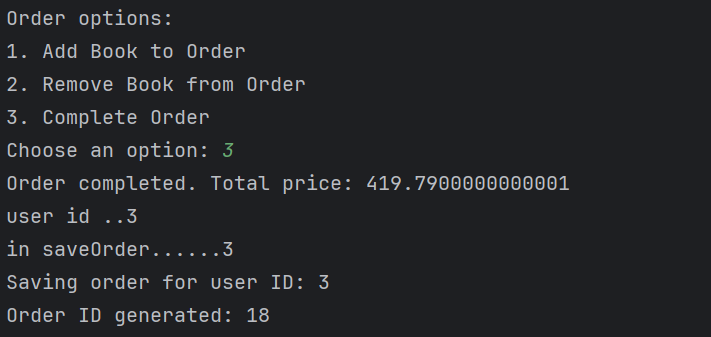 Order options:
1. Add Book to Order
2. Remove Book from Order
3. Complete Order
Choose an option: 3
Order completed. Total price: 419.7900000000001
user id ..3
in saveOrder......3
Saving order for user ID: 3
Order ID generated: 18